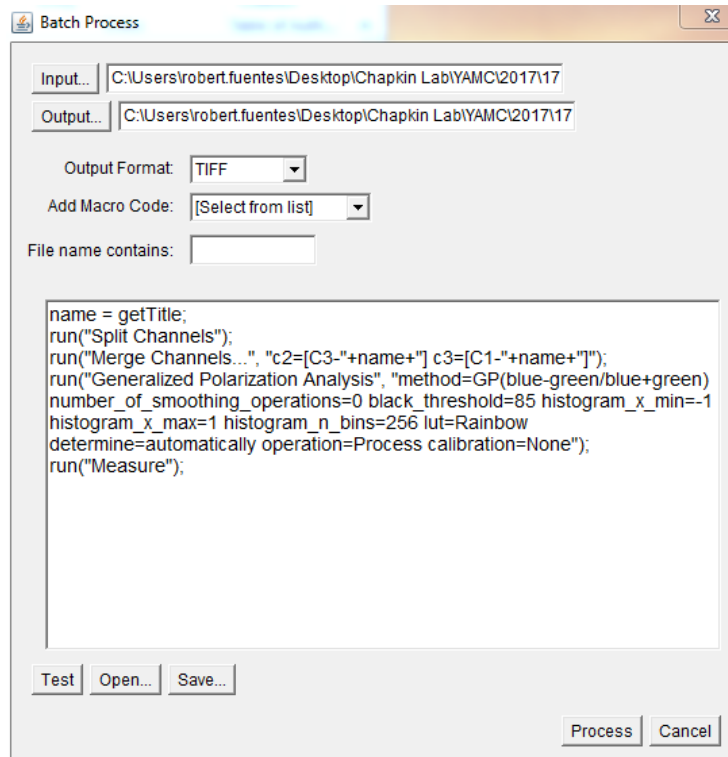 Batch Process
Input... C:\Users\robert.fuentes\Desktop\Chapkin Lab\YAMC\2017\17
Output... C:\Users\robert.fuentes\Desktop\Chapkin Lab\YAMC\2017\17
Output Format: TIFF
Add Macro Code: [Select from list]
File name contains:
name = getTitle;
run("Split Channels");
run("Merge Channels...", "c2=[C3-"+name+"] c3=[C1-"+name+"]");
run("Generalized Polarization Analysis", "method=GP(blue-green/blue+green)
number_of_smoothing_operations=0 black_threshold=85 histogram_x_min=-1
histogram_x_max=1 histogram_n_bins=256 lut=Rainbow
determine=automatically operation=Process calibration=None");
run("Measure");
Test Open... Save...
Process Cancel